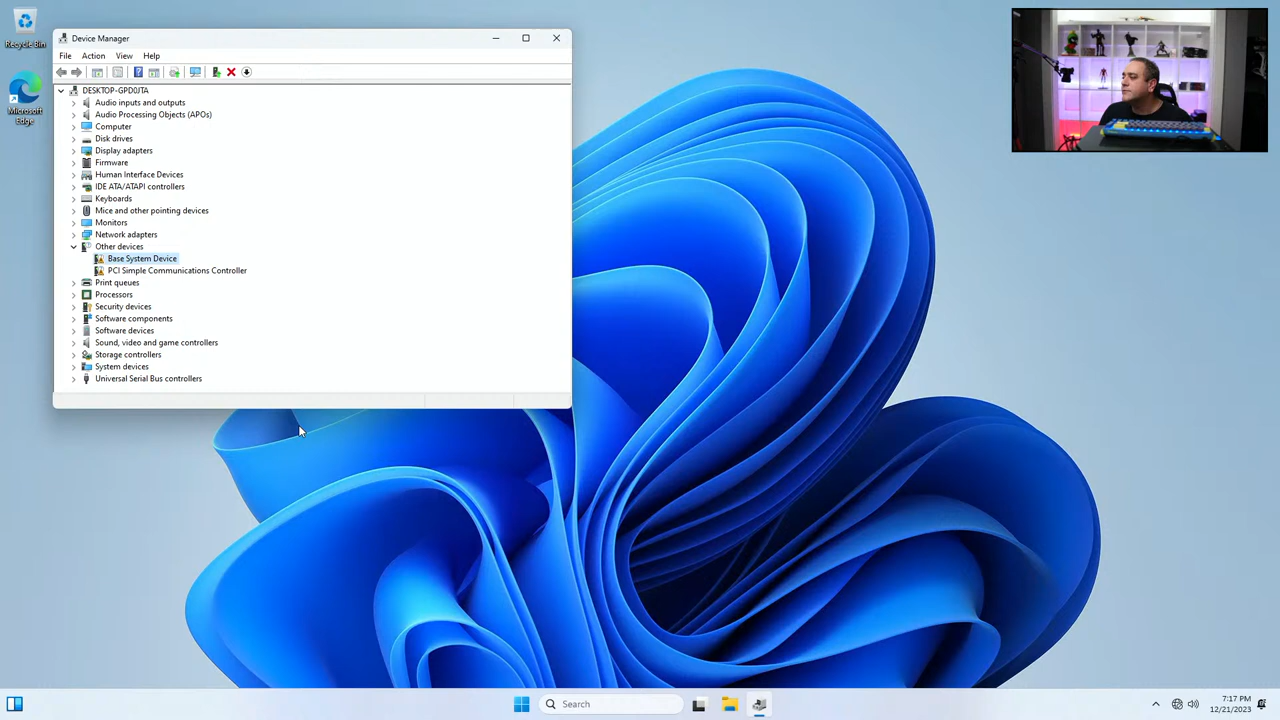 Recycle Bin
Microsoft
Edge
Device Manager
File Action View Help
DESKTOP-GPD0JTA
Audio inputs and outputs
Audio Processing Objects (APOs)
Computer
Disk drives
Display adapters
Firmware
Human Interface Devices
IDE ATA/ATAPI controllers
Keyboards
Mice and other pointing devices
Monitors
Network adapters
Other devices
Base System Device
PCI Simple Communications Controller
Print queues
Processors
Security devices
Software components
Software devices
Sound, video and game controllers
Storage controllers
System devices
Universal Serial Bus controllers
Search
7:17 PM
12/21/2023